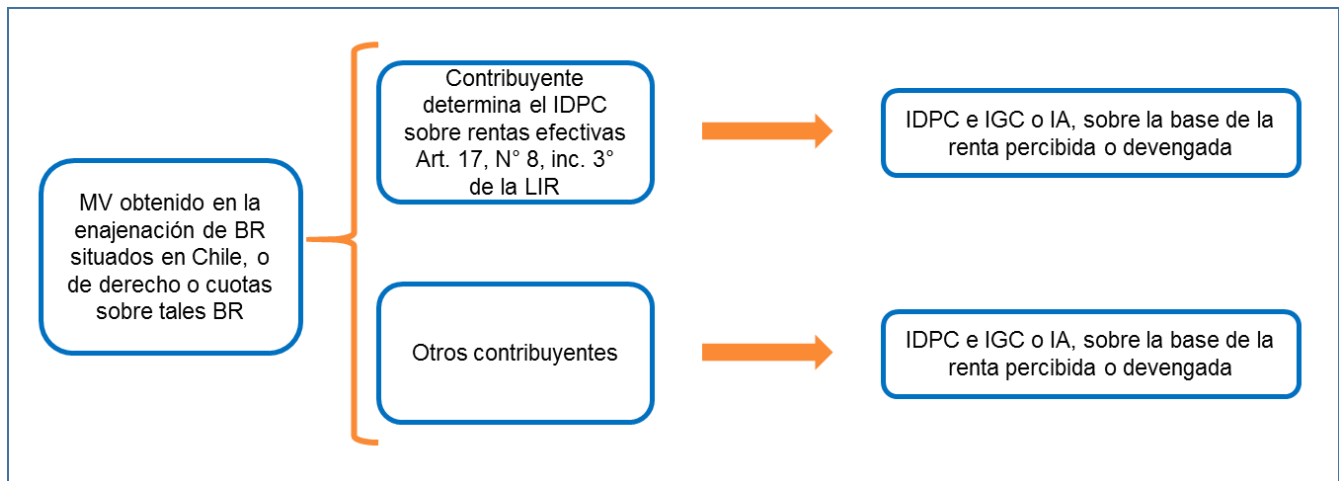 MV obtenido en la
enajenación de BR
situados en Chile, o
de derecho o cuotas
sobre tales BR
Contribuyente
determina el IDPC
sobre rentas efectivas
Art. 17, N° 8, inc. 3°
de la LIR
IDPC e IGC o IA, sobre la base de la
renta percibida o devengada
Otros contribuyentes
IDPC e IGC o IA, sobre la base de la
renta percibida o devengada